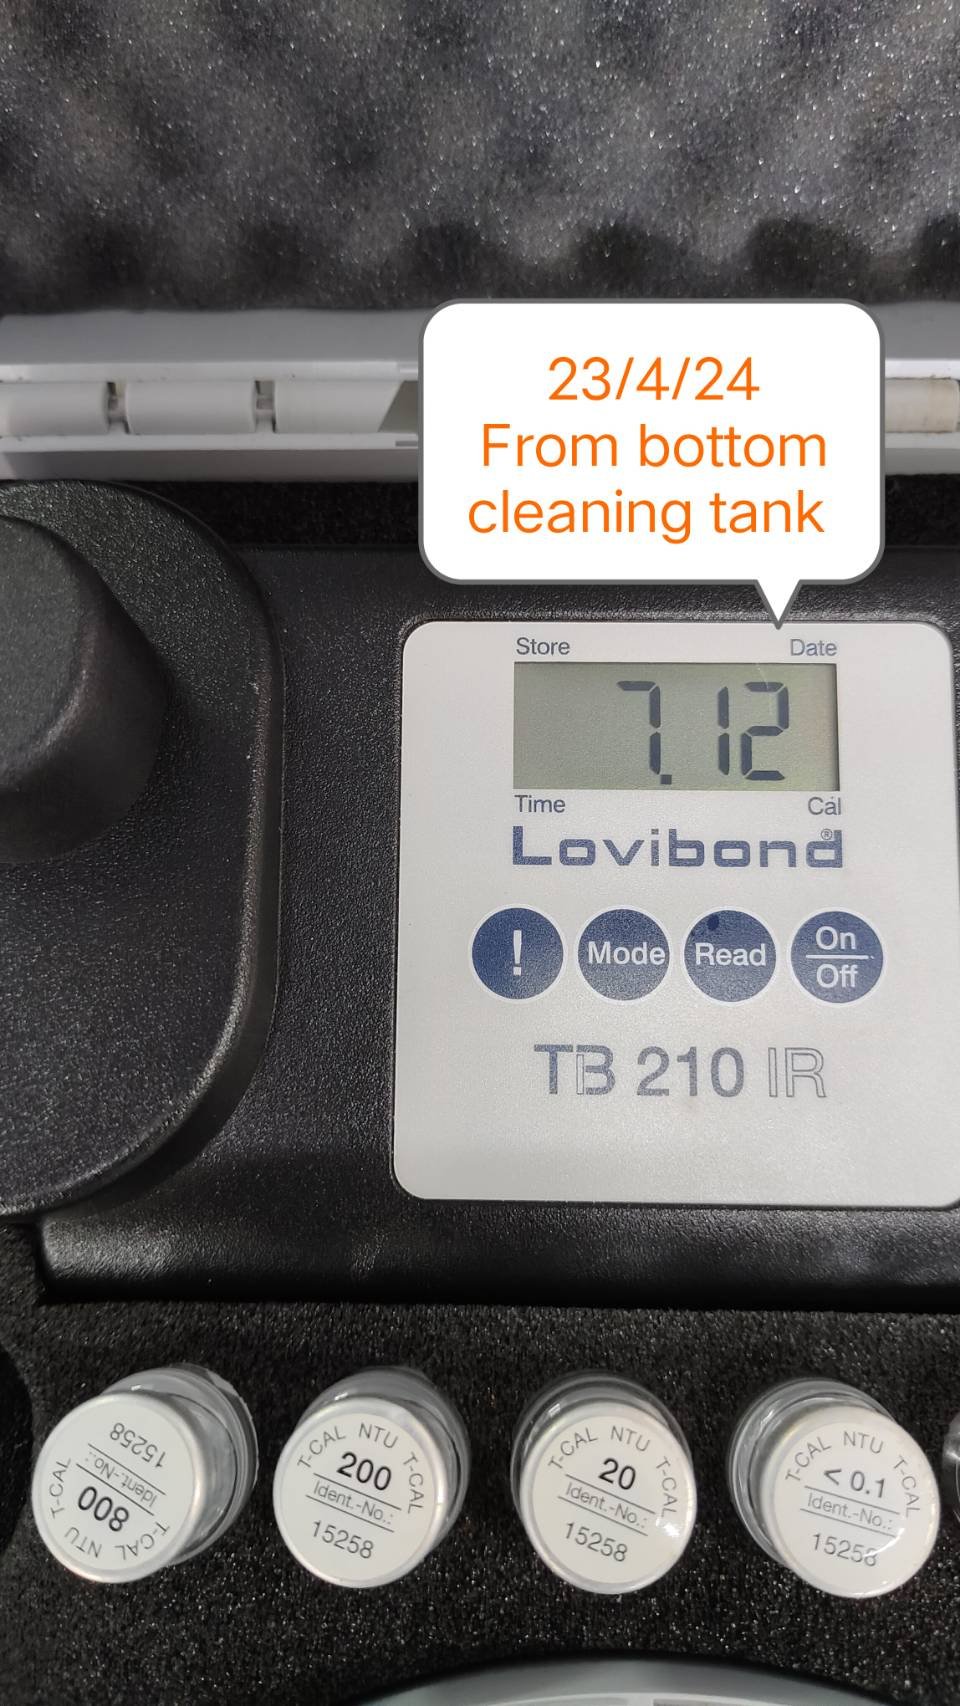 23/4/24
From bottom
cleaning tank
Store Date
7.12
Time Cal
Lovibond®
! Mode Read On Off
TB 210 IR
T-CAL NTU T-CAL
800
Ident.-No.:
15258
T-CAL NTU T-CAL
200
Ident.-No.:
15258
T-CAL NTU T-CAL
20
Ident.-No.:
15258
T-CAL NTU T-CAL
< 0.1
Ident.-No.:
15258